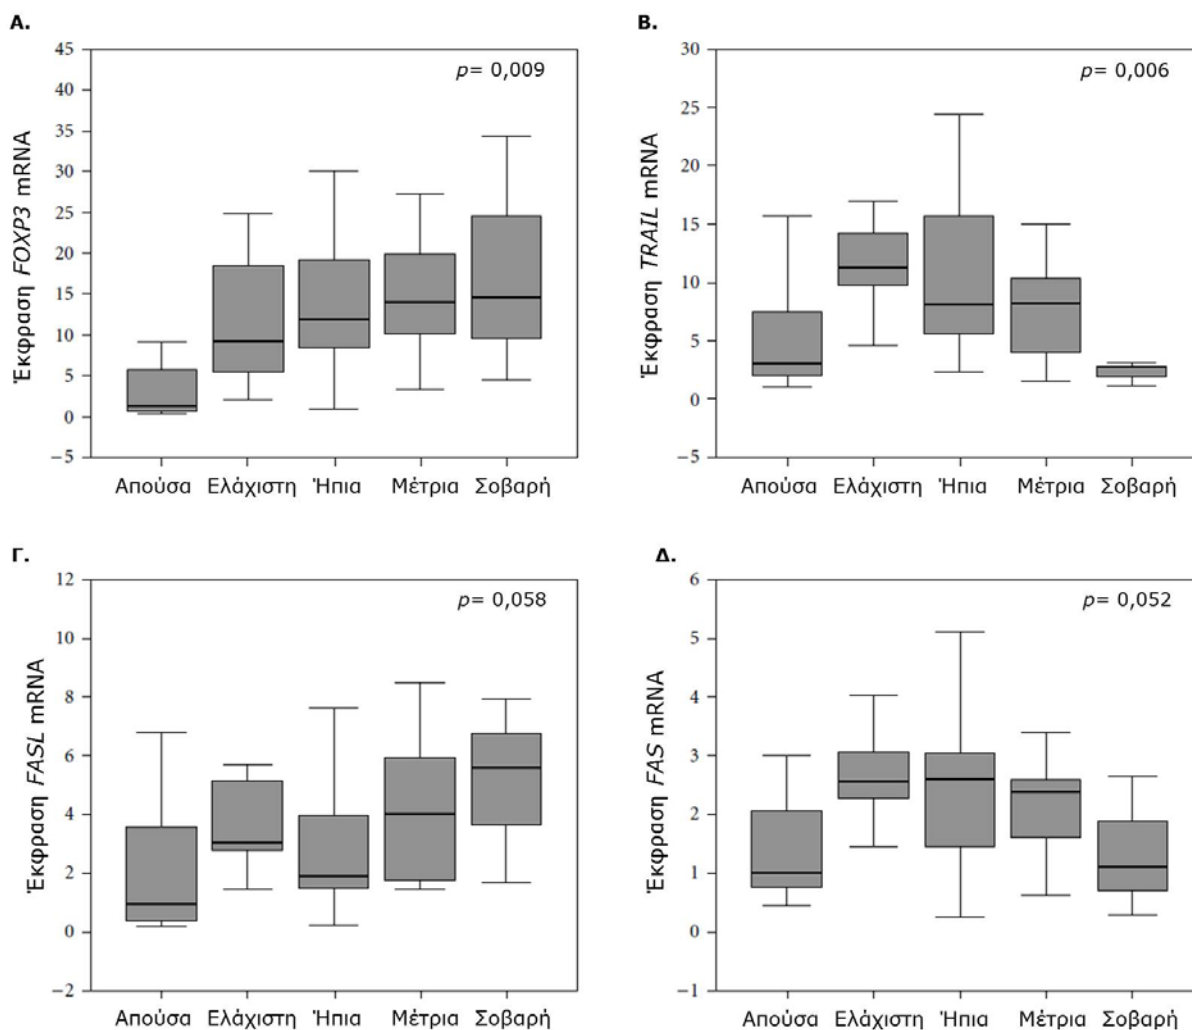 Α.
p= 0,009
Έκφραση FOXP3 mRNA
45
40
35
30
25
20
15
10
5
0
−5
Απούσα Ελάχιστη Ήπια Μέτρια Σοβαρή
Β.
p= 0,006
Έκφραση TRAIL mRNA
30
25
20
15
10
5
0
−5
Απούσα Ελάχιστη Ήπια Μέτρια Σοβαρή
Γ.
p= 0,058
Έκφραση FASL mRNA
12
10
8
6
4
2
0
−2
Απούσα Ελάχιστη Ήπια Μέτρια Σοβαρή
Δ.
p= 0,052
Έκφραση FAS mRNA
6
5
4
3
2
1
0
−1
Απούσα Ελάχιστη Ήπια Μέτρια Σοβαρή